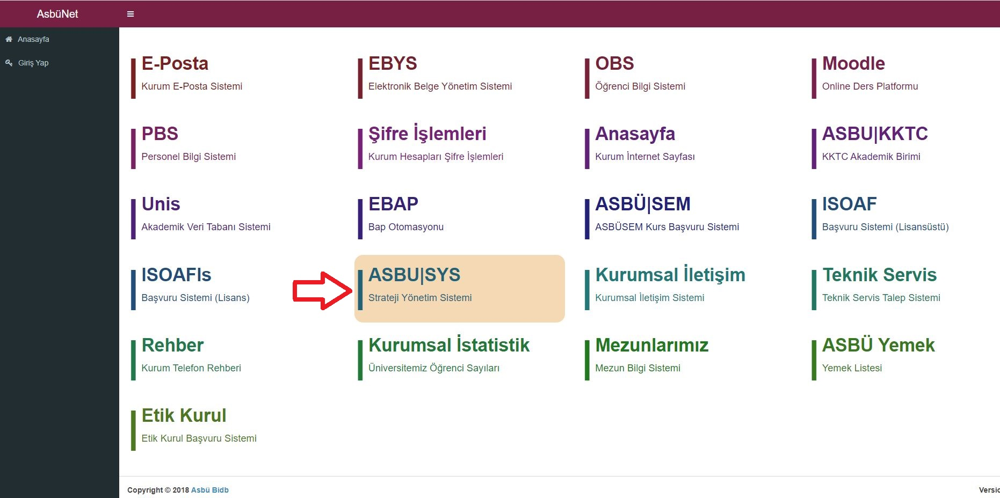 AsbüNet
Anasayfa
Giriş Yap
E-Posta
Kurum E-Posta Sistemi
EBYS
Elektronik Belge Yönetim Sistemi
OBS
Öğrenci Bilgi Sistemi
Moodle
Online Ders Platformu
PBS
Personel Bilgi Sistemi
Şifre İşlemleri
Kurum Hesapları Şifre İşlemleri
Anasayfa
Kurum İnternet Sayfası
ASBU|KKTC
KKTC Akademik Birimi
Unis
Akademik Veri Tabanı Sistemi
EBAP
Bap Otomasyonu
ASBÜ|SEM
ASBÜSEM Kurs Başvuru Sistemi
ISOAF
Başvuru Sistemi (Lisansüstü)
ISOAFls
Başvuru Sistemi (Lisans)
ASBU|SYS
Strateji Yönetim Sistemi
Kurumsal İletişim
Kurumsal İletişim Sistemi
Teknik Servis
Teknik Servis Talep Sistemi
Rehber
Kurum Telefon Rehberi
Kurumsal İstatistik
Üniversitemiz Öğrenci Sayıları
Mezunlarımız
Mezun Bilgi Sistemi
ASBÜ Yemek
Yemek Listesi
Etik Kurul
Etik Kurul Başvuru Sistemi
Copyright © 2018 Asbü Bidb
Versio